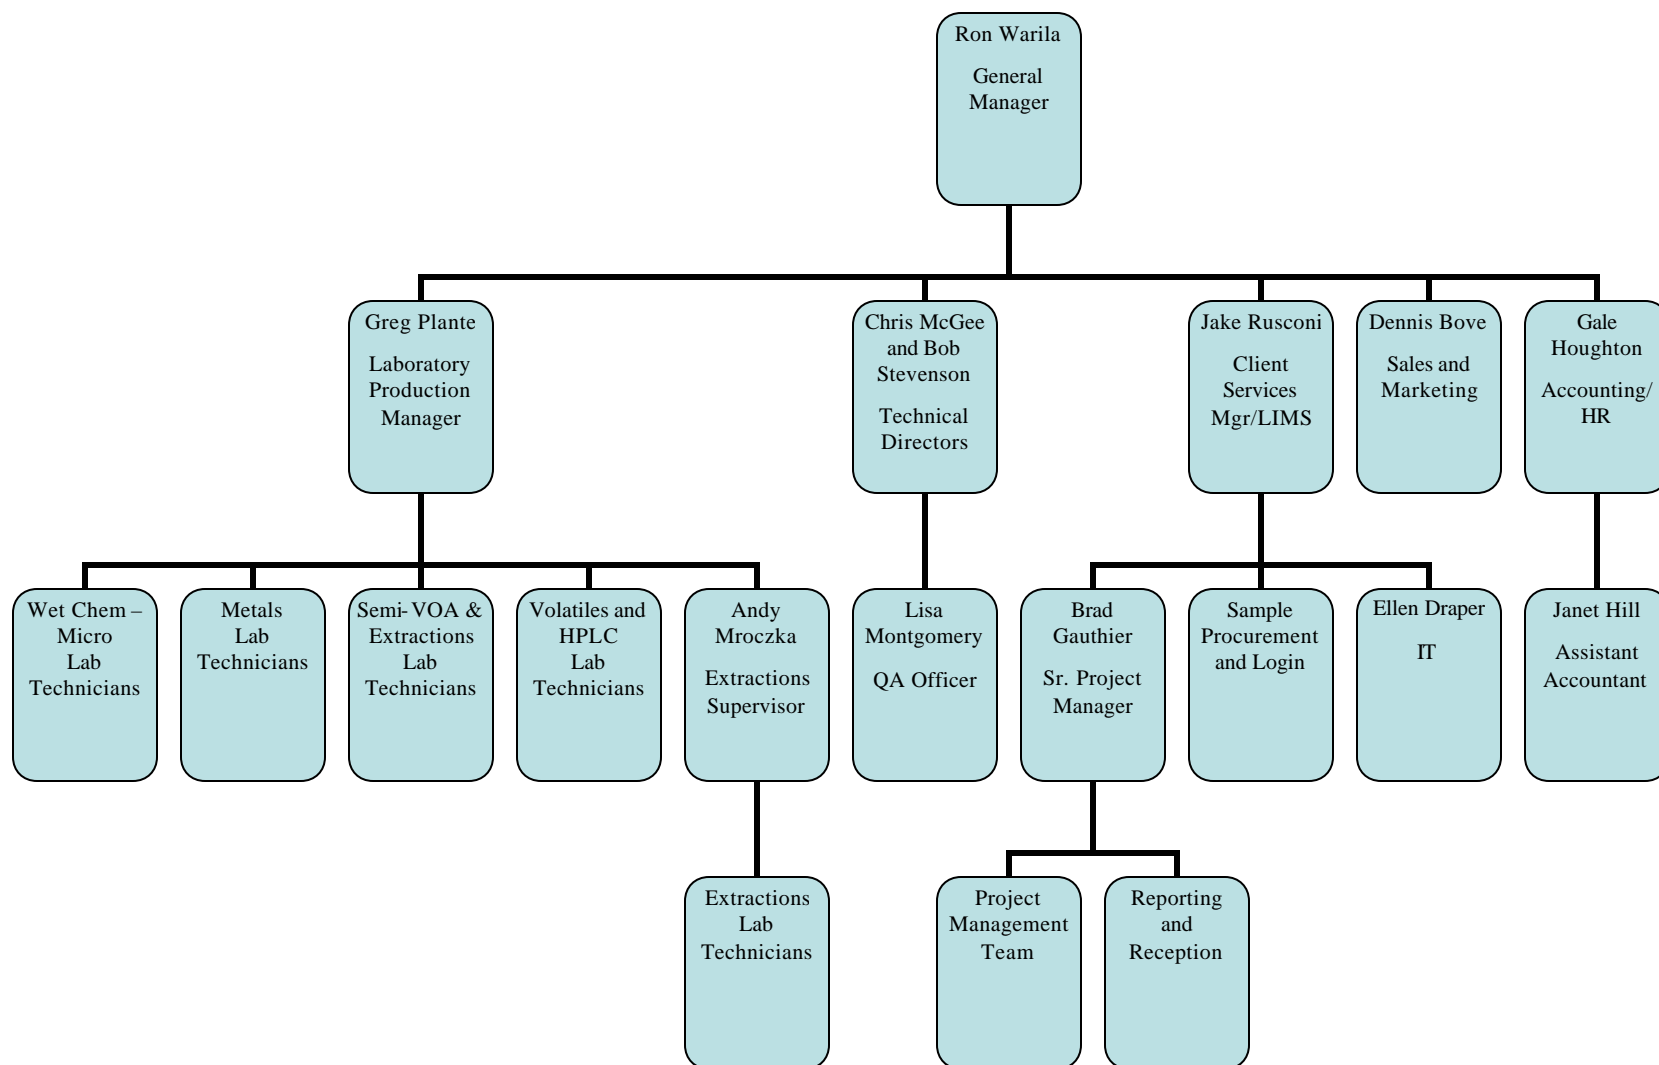 Ron Warila
General
Manager
Greg Plante
Laboratory
Production
Manager
Chris McGee
and Bob
Stevenson
Technical
Directors
Jake Rusconi
Client
Services
Mgr/LIMS
Dennis Bove
Sales and
Marketing
Gale
Houghton
Accounting/
HR
Wet Chem –
Micro
Lab
Technicians
Metals
Lab
Technicians
Semi-VOA &
Extractions
Lab
Technicians
Volatiles and
HPLC
Lab
Technicians
Andy
Mroczka
Extractions
Supervisor
Lisa
Montgomery
QA Officer
Brad
Gauthier
Sr. Project
Manager
Sample
Procurement
and Login
Ellen Draper
IT
Janet Hill
Assistant
Accountant
Extractions
Lab
Technicians
Project
Management
Team
Reporting
and
Reception